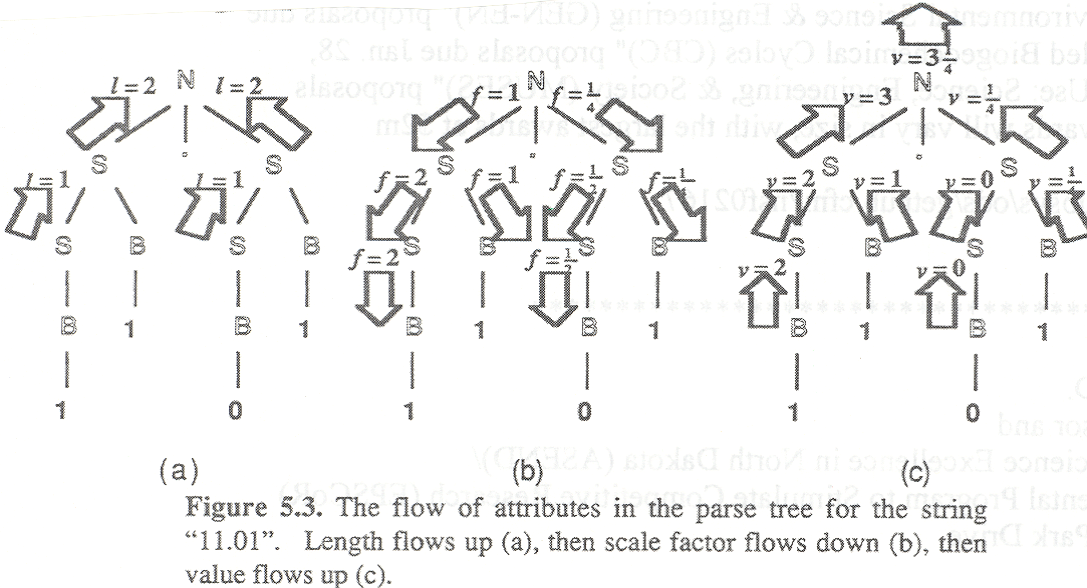 v = 3¼
N N N
l = 2 l = 2 f = 1 f = ¼ v = 3 v = ¼
S . S S . S S . S
l = 1 l = 1 f = 2 f = 1 f = ½ f = ¼ v = 2 v = 1 v = 0 v = ¼
S B S B S B S B S B S B
f = 2 f = ½ v = 2 v = 0
B 1 B 1 B 1 B 1 B 1 B 1
1 0 1 0 1 0
(a) (b) (c)
Figure 5.3. The flow of attributes in the parse tree for the string
“11.01”. Length flows up (a), then scale factor flows down (b), then
value flows up (c).